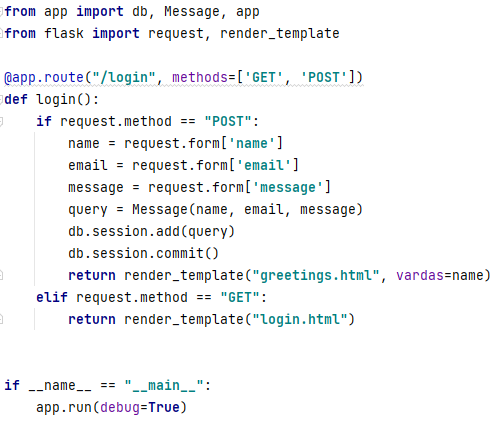 from app import db, Message, app
from flask import request, render_template
@app.route("/login", methods=['GET', 'POST'])
def login():
    if request.method == "POST":
        name = request.form['name']
        email = request.form['email']
        message = request.form['message']
        query = Message(name, email, message)
        db.session.add(query)
        db.session.commit()
        return render_template("greetings.html", vardas=name)
    elif request.method == "GET":
        return render_template("login.html")
if __name__ == "__main__":
    app.run(debug=True)